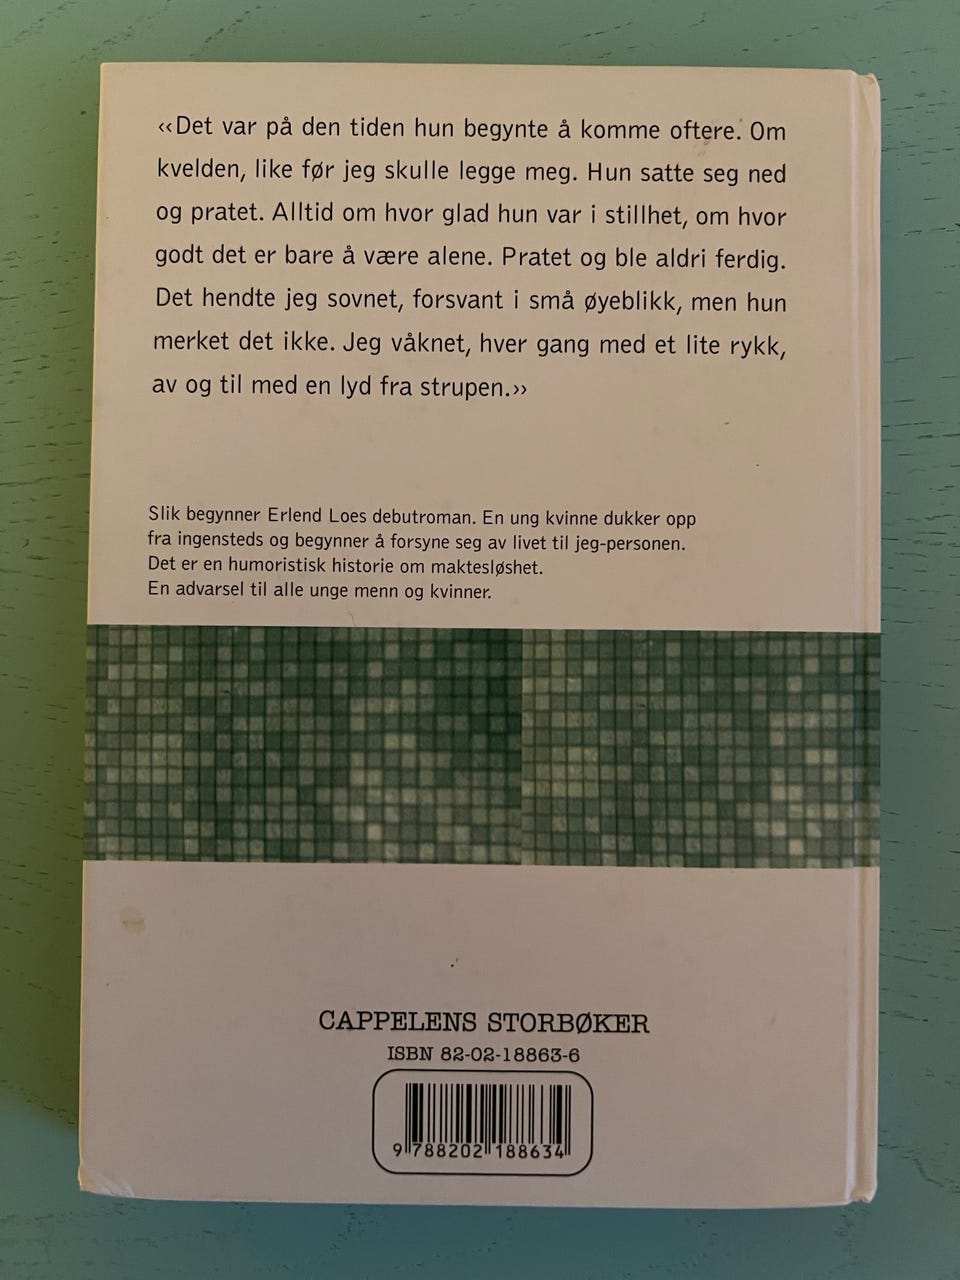 ‹‹Det var på den tiden hun begynte å komme oftere. Om
kvelden, like før jeg skulle legge meg. Hun satte seg ned
og pratet. Alltid om hvor glad hun var i stillhet, om hvor
godt det er bare å være alene. Pratet og ble aldri ferdig.
Det hendte jeg sovnet, forsvant i små øyeblikk, men hun
merket det ikke. Jeg våknet, hver gang med et lite rykk,
av og til med en lyd fra strupen.››
Slik begynner Erlend Loes debutroman. En ung kvinne dukker opp
fra ingensteds og begynner å forsyne seg av livet til jeg-personen.
Det er en humoristisk historie om maktesløshet.
En advarsel til alle unge menn og kvinner.
CAPPELENS STORBØKER
ISBN 82-02-18863-6
9 788202 188634